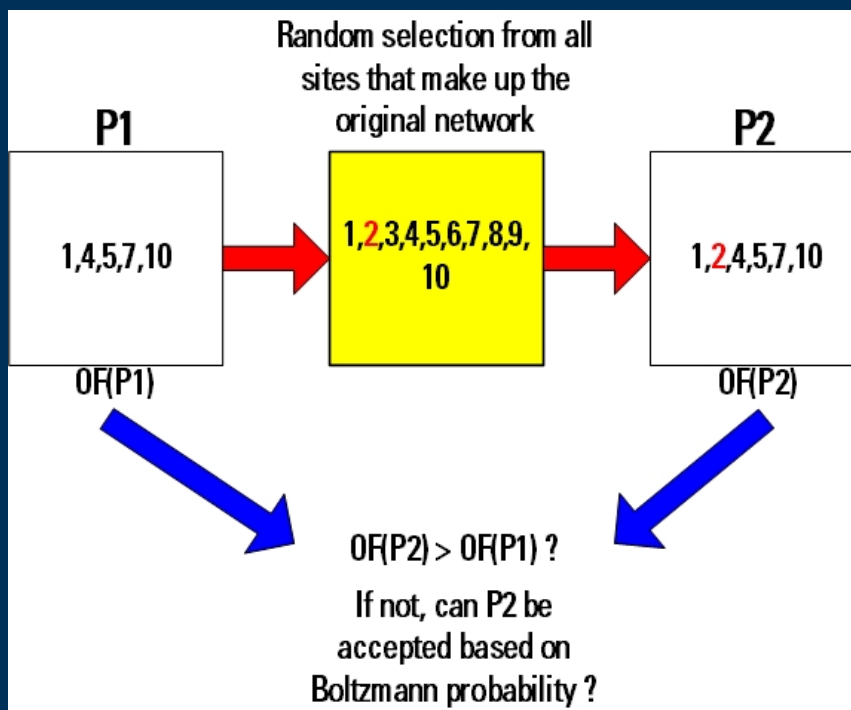 Random selection from all
sites that make up the
original network
P1
P2
1,4,5,7,10
1,2,3,4,5,6,7,8,9,
10
1,2,4,5,7,10
OF(P1)
OF(P2)
OF(P2) > OF(P1) ?
If not, can P2 be
accepted based on
Boltzmann probability ?